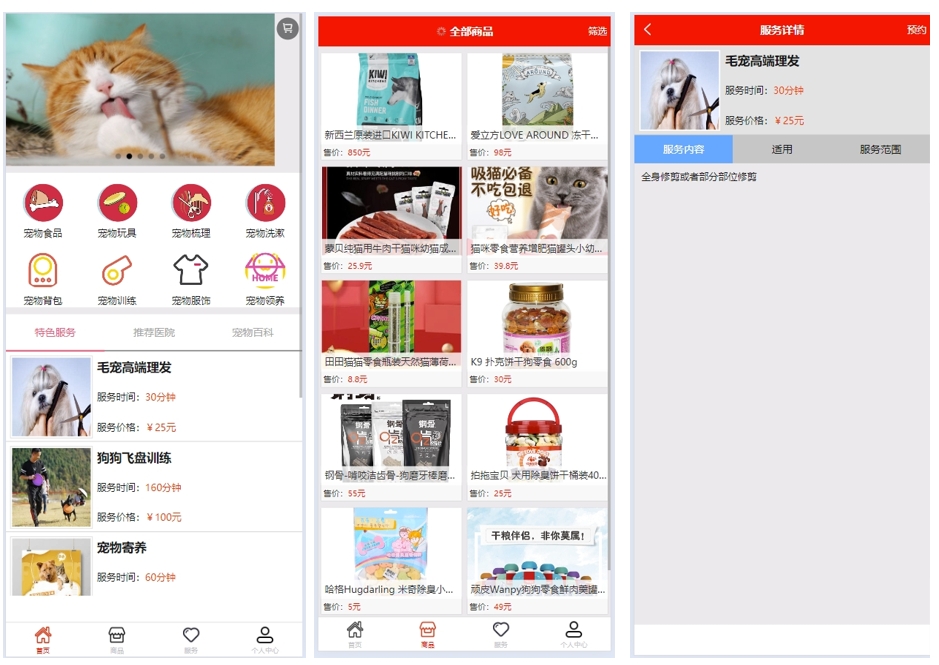 宠物食品
宠物玩具
宠物梳理
宠物洗漱
HOME
宠物背包
宠物训练
宠物服饰
宠物领养
特色服务
推荐医院
宠物百科
毛宠高端理发
服务时间：30分钟
服务价格：￥25元
狗狗飞盘训练
服务时间：160分钟
服务价格：￥100元
宠物寄养
服务时间：60分钟
首页
商品
服务
个人中心
全部商品
筛选
KIWI
KITCHENS
FISH
DINNER
新西兰原装进口KIWI KITCHE...
售价：850元
AROUND
爱立方LOVE AROUND 冻干...
售价：98元
蒙贝纯猫用牛肉干猫咪幼猫成...
售价：25.9元
吸猫必备
不吃包退
好吃
猫咪零食营养增肥猫罐头小幼...
售价：39.8元
田田猫猫零食瓶装天然猫薄荷...
售价：8.8元
K9 扑克饼干狗零食 600g
售价：30元
钢骨-啃咬洁齿骨-狗磨牙棒磨...
售价：55元
拍拖宝贝 犬用除臭饼干桶装40...
售价：25元
哈格Hugdarling 米奇除臭小...
售价：5元
干粮伴侣，非你莫属！
顽皮Wanpy狗狗零食鲜肉羹罐...
售价：49元
首页
商品
服务
个人中心
服务详情
预约
毛宠高端理发
服务时间：30分钟
服务价格：￥25元
服务内容
适用
服务范围
全身修剪或者部分部位修剪